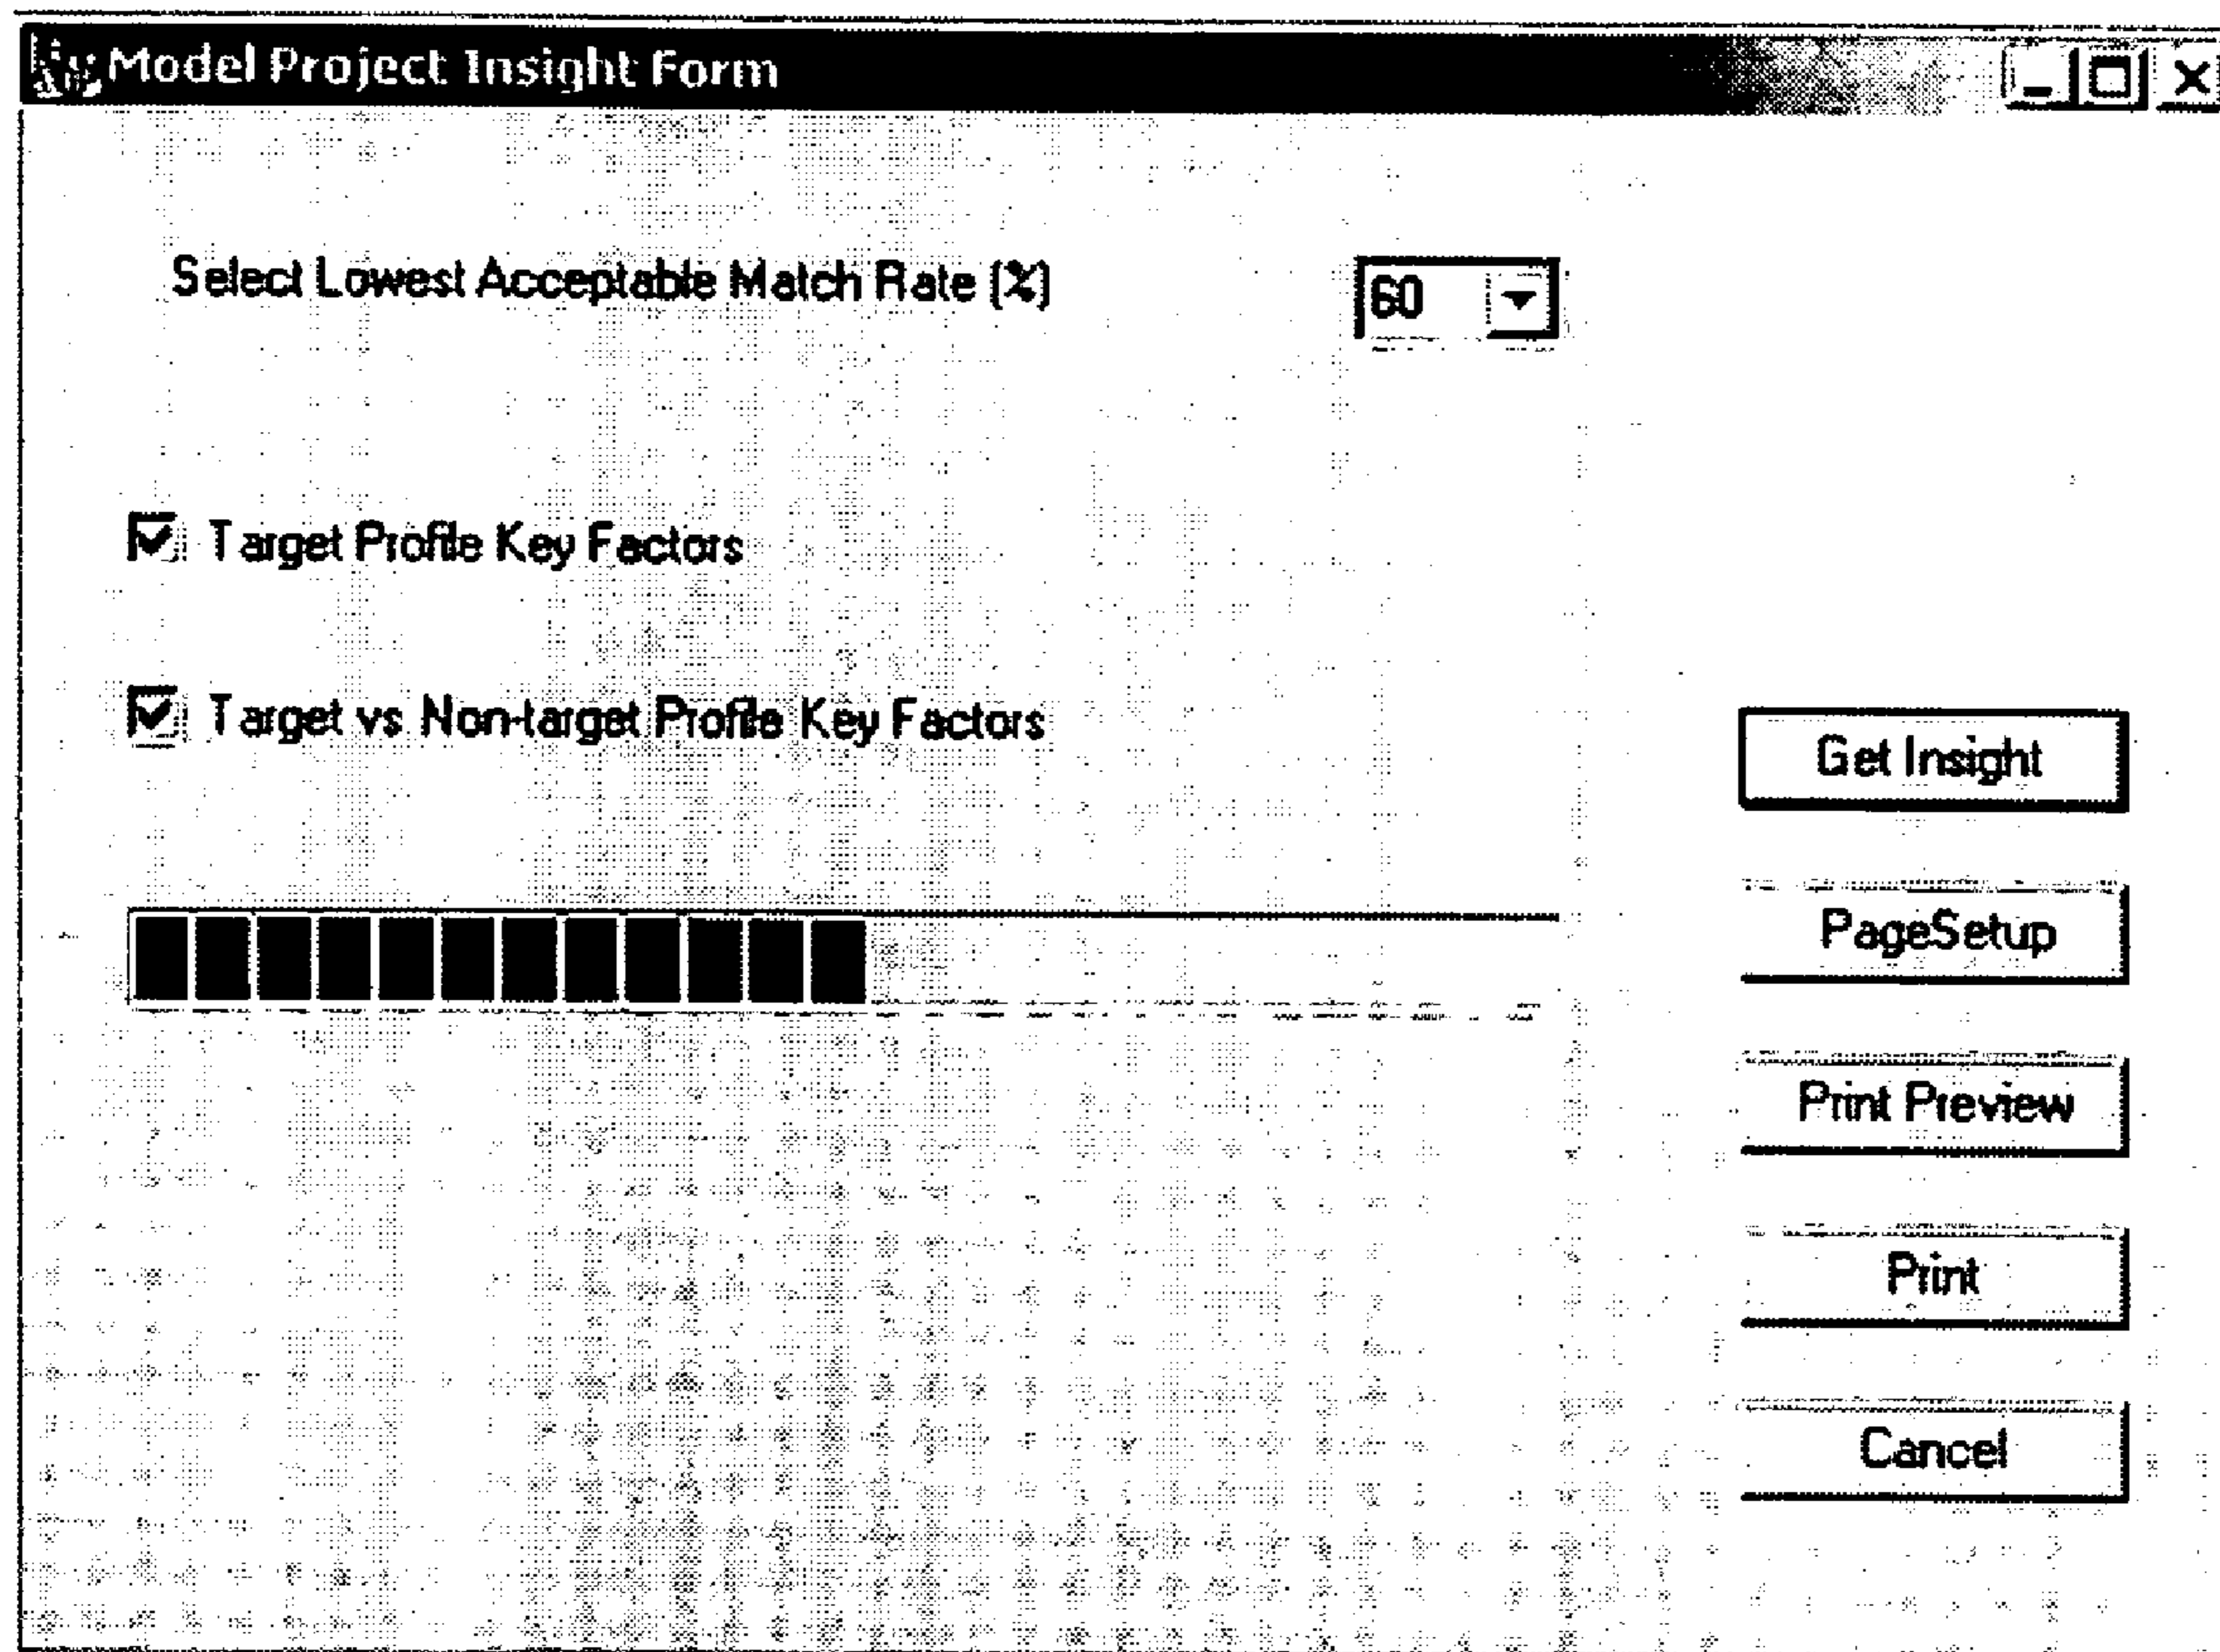 Model Project Insight Form
Select Lowest Acceptable Match Rate (%)
60
Target Profile Key Factors
Target vs Non-target Profile Key Factors
Get Insight
PageSetup
Print Preview
Print
Cancel